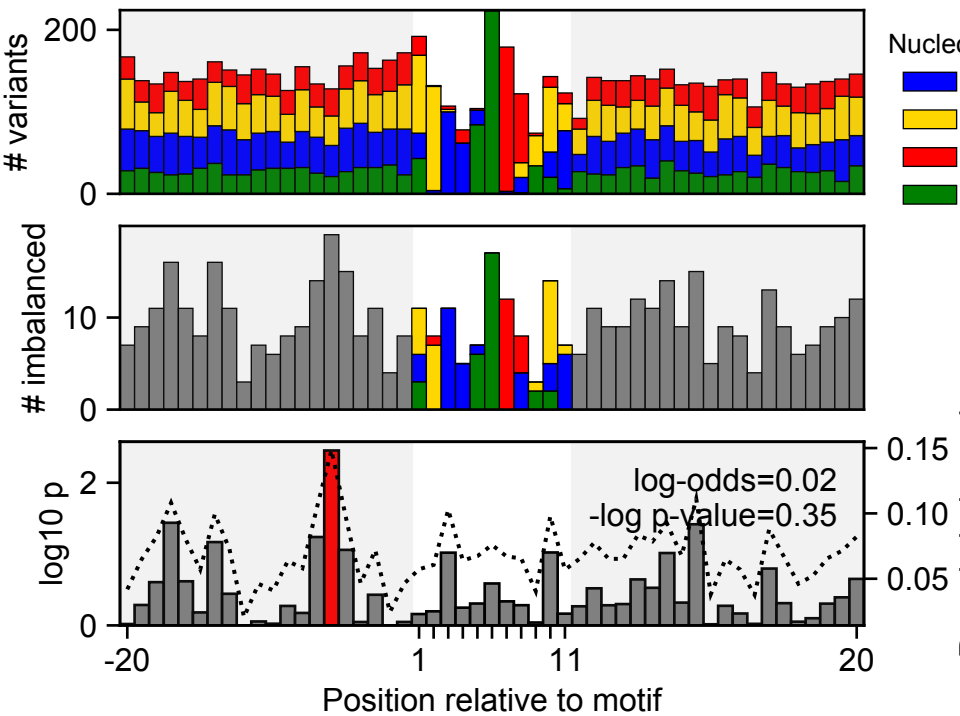 # variants
200
0
Nucleo
# imbalanced
10
0
log10 p
2
0
log-odds=0.02
-log p-value=0.35
0.15
0.10
0.05
-20
1
11
20
Position relative to motif